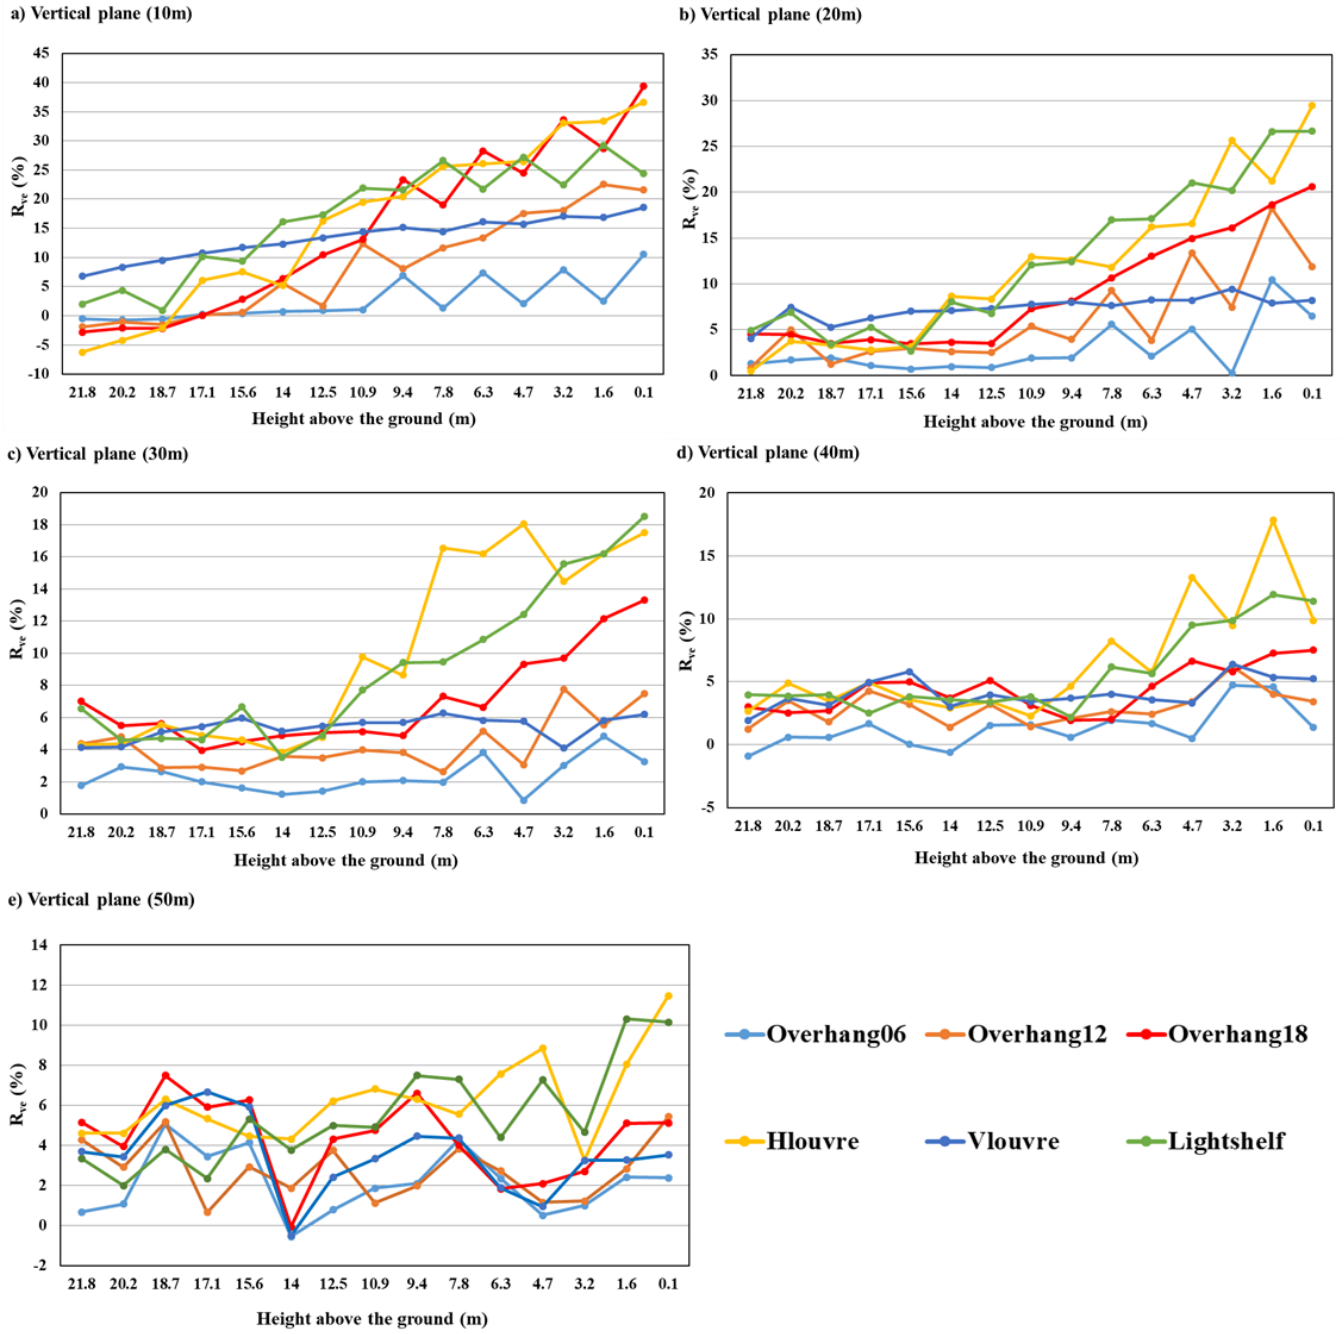 a) Vertical plane (10m)
45
40
35
30
25
20
15
10
5
0
-5
-10
Rve (%)
21.8 20.2 18.7 17.1 15.6 14 12.5 10.9 9.4 7.8 6.3 4.7 3.2 1.6 0.1
Height above the ground (m)
b) Vertical plane (20m)
35
30
25
20
15
10
5
0
Rve (%)
21.8 20.2 18.7 17.1 15.6 14 12.5 10.9 9.4 7.8 6.3 4.7 3.2 1.6 0.1
Height above the ground (m)
c) Vertical plane (30m)
20
18
16
14
12
10
8
6
4
2
0
Rve (%)
21.8 20.2 18.7 17.1 15.6 14 12.5 10.9 9.4 7.8 6.3 4.7 3.2 1.6 0.1
Height above the ground (m)
d) Vertical plane (40m)
20
15
10
5
0
-5
Rve (%)
21.8 20.2 18.7 17.1 15.6 14 12.5 10.9 9.4 7.8 6.3 4.7 3.2 1.6 0.1
Height above the ground (m)
e) Vertical plane (50m)
14
12
10
8
6
4
2
0
-2
Rve (%)
21.8 20.2 18.7 17.1 15.6 14 12.5 10.9 9.4 7.8 6.3 4.7 3.2 1.6 0.1
Height above the ground (m)
Overhang06 Overhang12 Overhang18
Hlouvre Vlouvre Lightshelf